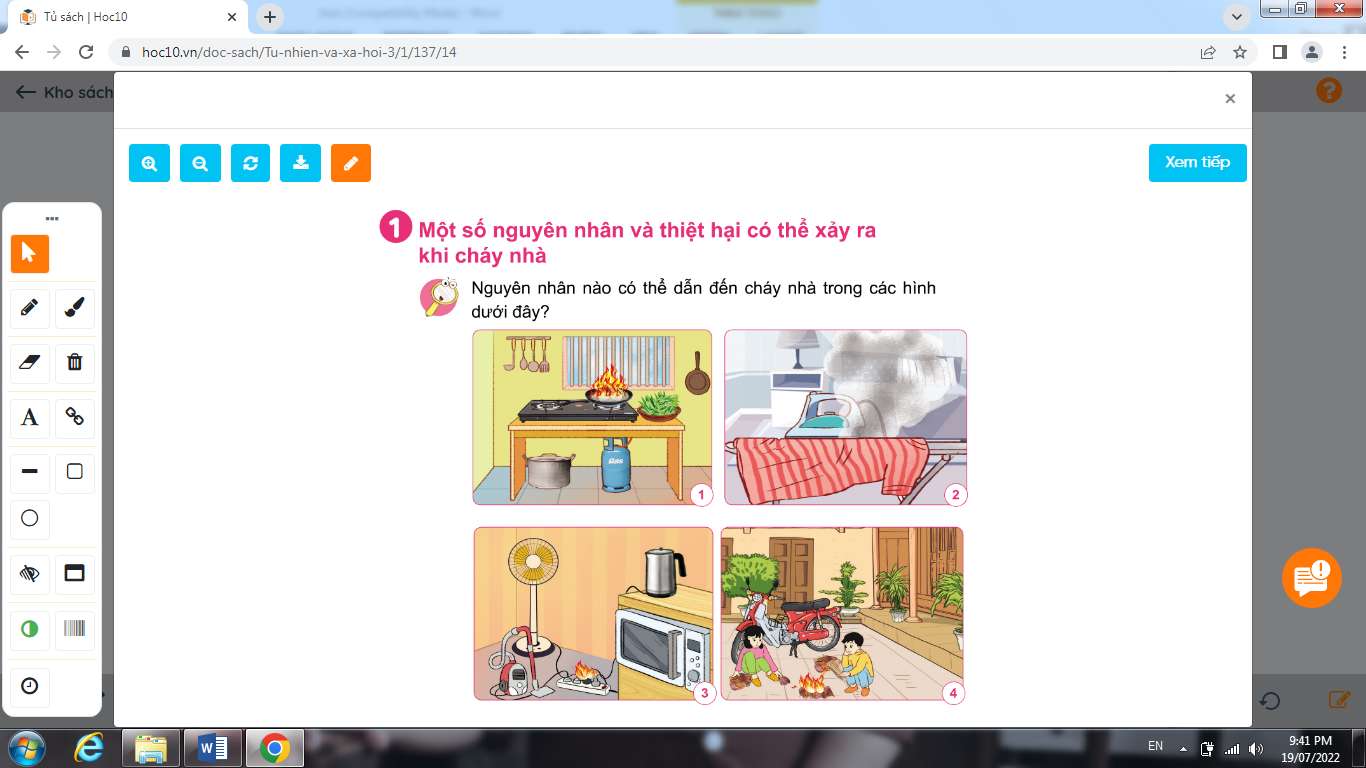 Tủ sách | Hoc10
hoc10.vn/doc-sach/Tu-nhien-va-xa-hoi-3/1/137/14
Kho sách
Xem tiếp
1 Một số nguyên nhân và thiệt hại có thể xảy ra
khi cháy nhà
Nguyên nhân nào có thể dẫn đến cháy nhà trong các hình
dưới đây?
Gas
1
2
3
4
A
EN
9:41 PM
19/07/2022